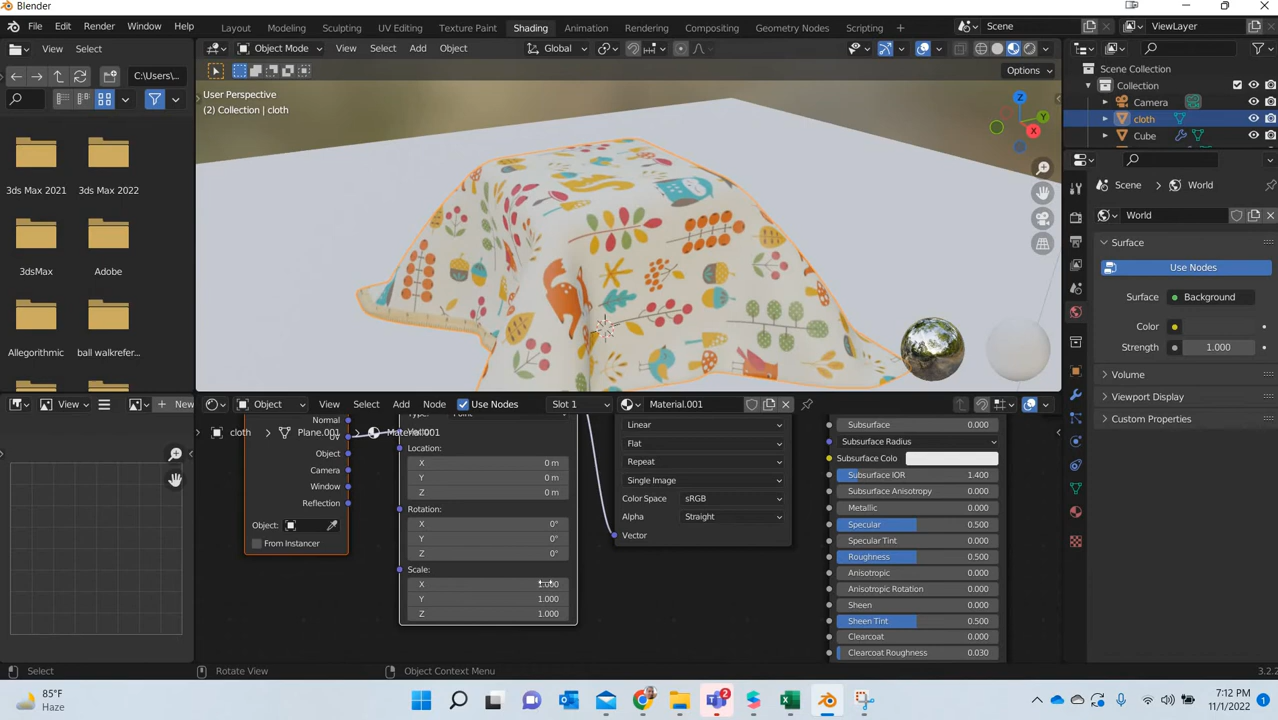 Blender
File Edit Render Window Help Layout Modeling Sculpting UV Editing Texture Paint Shading Animation Rendering Compositing Geometry Nodes Scripting Scene ViewLayer
View Select Object Mode View Select Add Object Global
C:\Users\...
Options
User Perspective
(2) Collection | cloth
Z
Y
X
3ds Max 2021
3ds Max 2022
3dsMax
Adobe
Allegorithmic
ball walkrefer...
Scene Collection
Collection
Camera
cloth
Cube
Scene > World
World
Surface
Use Nodes
Surface Background
Color
Strength 1.000
Volume
Viewport Display
Custom Properties
View New Object View Select Add Node Use Nodes Slot 1 Material.001
cloth > Plane.001 > Material.001
Normal
UV
Object
Camera
Window
Reflection
Object:
From Instancer
Location:
X 0 m
Y 0 m
Z 0 m
Rotation:
X 0°
Y 0°
Z 0°
Scale:
X 1.000
Y 1.000
Z 1.000
Linear
Flat
Repeat
Single Image
Color Space sRGB
Alpha Straight
Vector
Subsurface 0.000
Subsurface Radius
Subsurface Colo
Subsurface IOR 1.400
Subsurface Anisotropy 0.000
Metallic 0.000
Specular 0.500
Specular Tint 0.000
Roughness 0.500
Anisotropic 0.000
Anisotropic Rotation 0.000
Sheen 0.000
Sheen Tint 0.500
Clearcoat 0.000
Clearcoat Roughness 0.030
Select Rotate View Object Context Menu 3.2.2
85°F
Haze
2
7:12 PM
11/1/2022